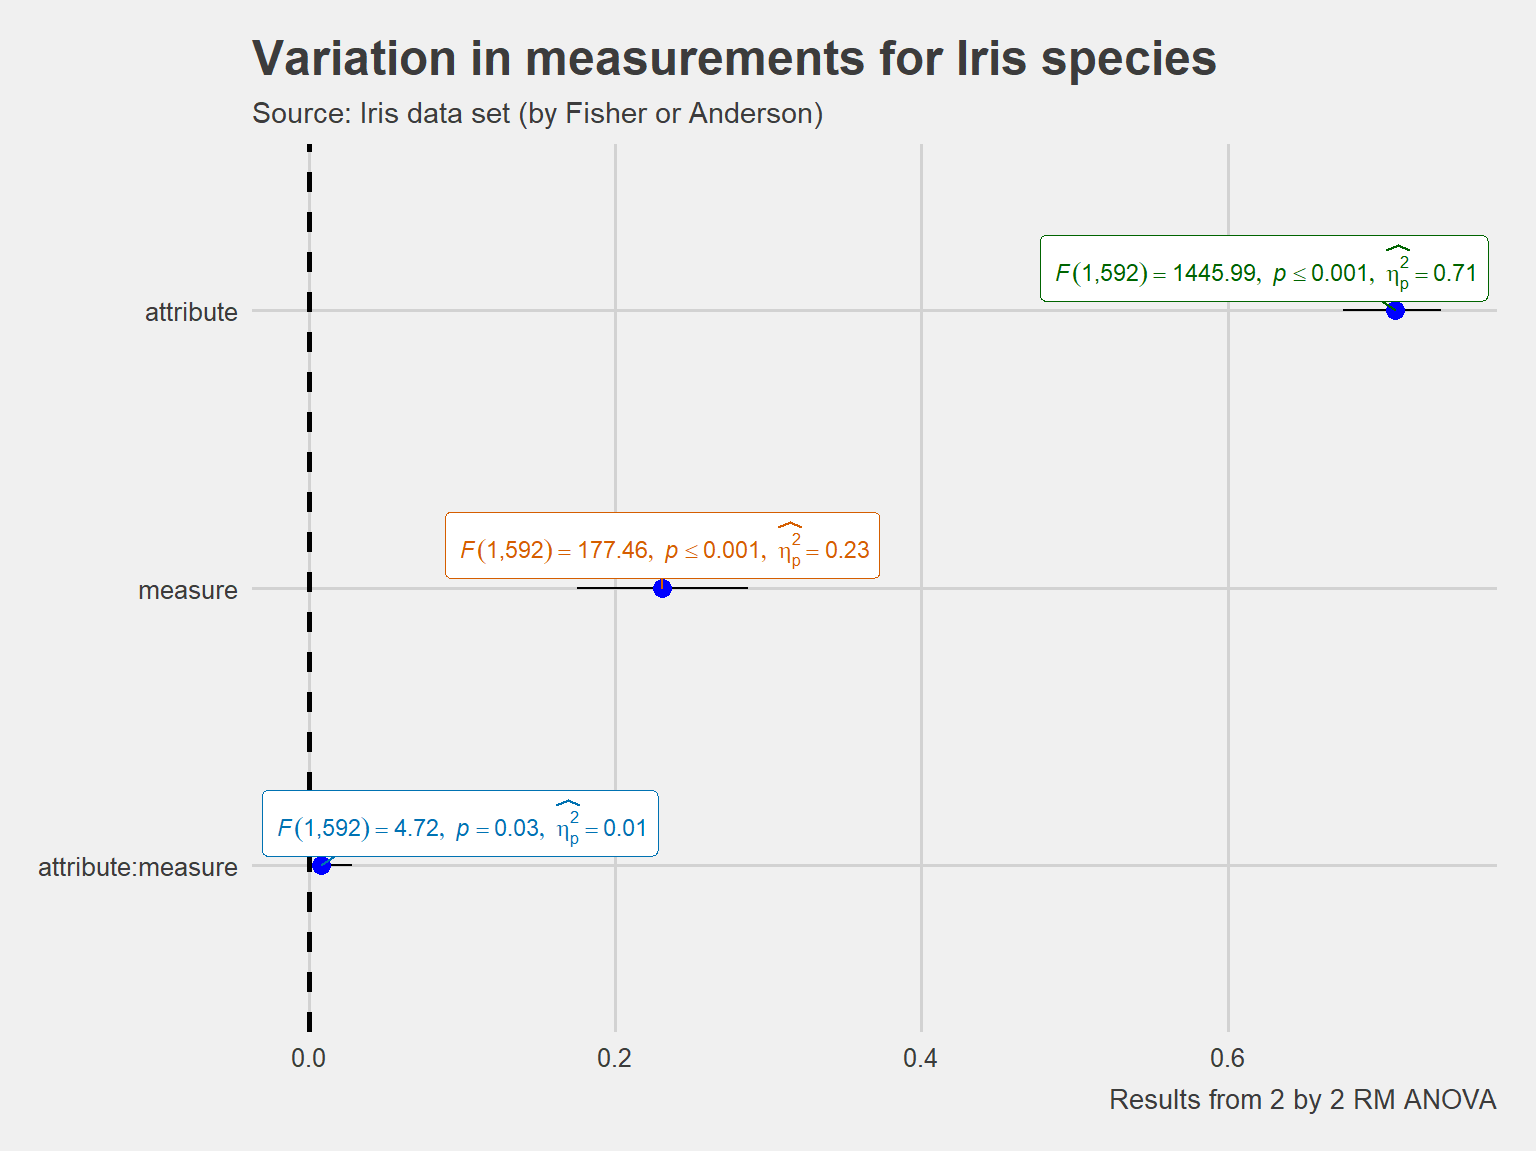 Variation in measurements for Iris species
Source: Iris data set (by Fisher or Anderson)
attribute
F(1,592) = 1445.99, p ≤ 0.001, η̂²ₚ = 0.71
measure
F(1,592) = 177.46, p ≤ 0.001, η̂²ₚ = 0.23
attribute:measure
F(1,592) = 4.72, p = 0.03, η̂²ₚ = 0.01
0.0 0.2 0.4 0.6
Results from 2 by 2 RM ANOVA